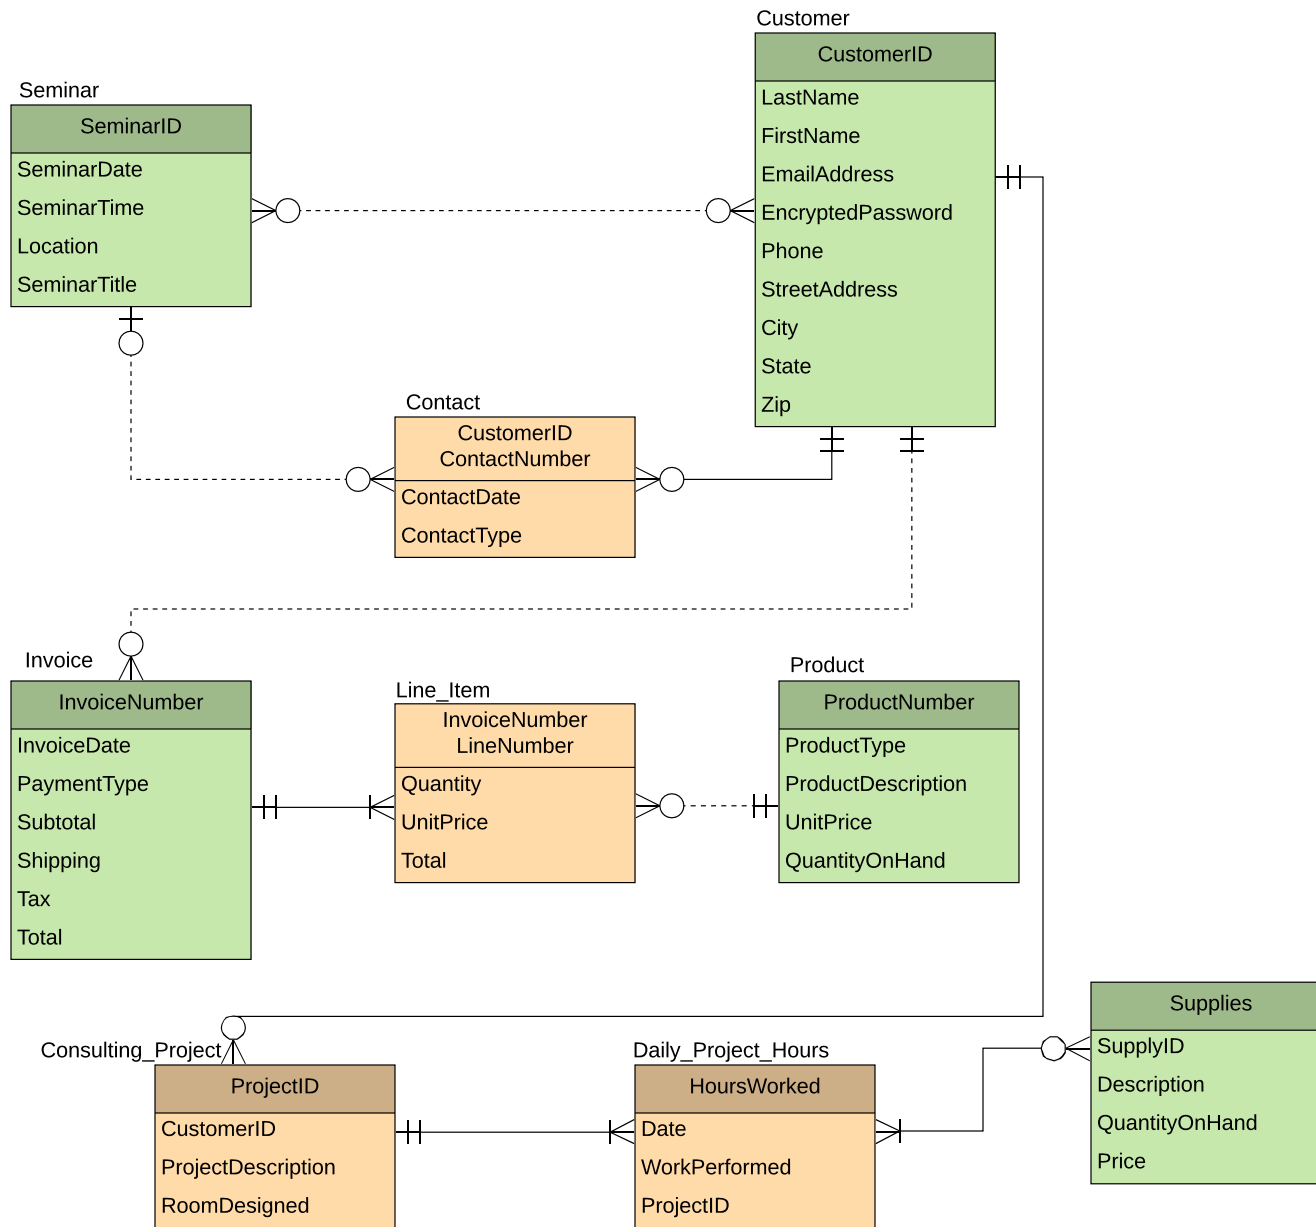 Customer
CustomerID
LastName
FirstName
EmailAddress
EncryptedPassword
Phone
StreetAddress
City
State
Zip
Seminar
SeminarID
SeminarDate
SeminarTime
Location
SeminarTitle
Contact
CustomerID
ContactNumber
ContactDate
ContactType
Invoice
InvoiceNumber
InvoiceDate
PaymentType
Subtotal
Shipping
Tax
Total
Line_Item
InvoiceNumber
LineNumber
Quantity
UnitPrice
Total
Product
ProductNumber
ProductType
ProductDescription
UnitPrice
QuantityOnHand
Consulting_Project
ProjectID
CustomerID
ProjectDescription
RoomDesigned
Daily_Project_Hours
HoursWorked
Date
WorkPerformed
ProjectID
Supplies
SupplyID
Description
QuantityOnHand
Price